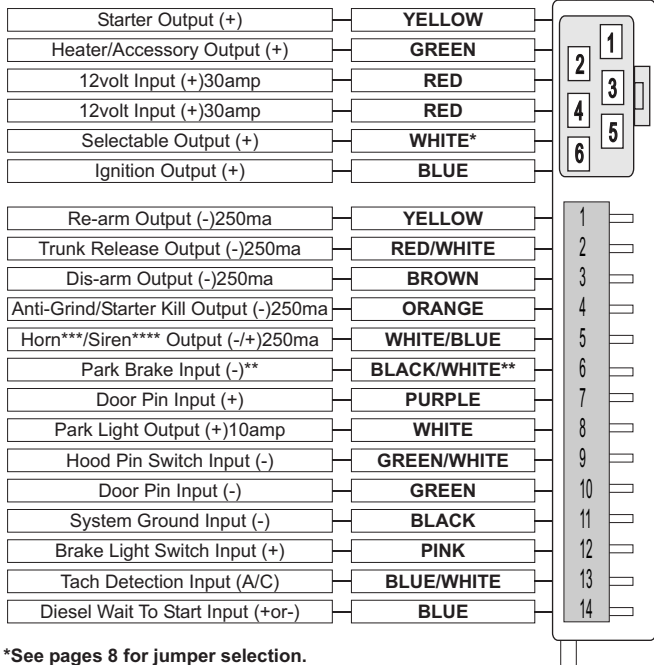 Starter Output (+) YELLOW
Heater/Accessory Output (+) GREEN
12volt Input (+)30amp RED
12volt Input (+)30amp RED
Selectable Output (+) WHITE*
Ignition Output (+) BLUE
1
2
3
4
5
6
Re-arm Output (-)250ma YELLOW 1
Trunk Release Output (-)250ma RED/WHITE 2
Dis-arm Output (-)250ma BROWN 3
Anti-Grind/Starter Kill Output (-)250ma ORANGE 4
Horn***/Siren**** Output (-/+)250ma WHITE/BLUE 5
Park Brake Input (-)** BLACK/WHITE** 6
Door Pin Input (+) PURPLE 7
Park Light Output (+)10amp WHITE 8
Hood Pin Switch Input (-) GREEN/WHITE 9
Door Pin Input (-) GREEN 10
System Ground Input (-) BLACK 11
Brake Light Switch Input (+) PINK 12
Tach Detection Input (A/C) BLUE/WHITE 13
Diesel Wait To Start Input (+or-) BLUE 14
*See pages 8 for jumper selection.